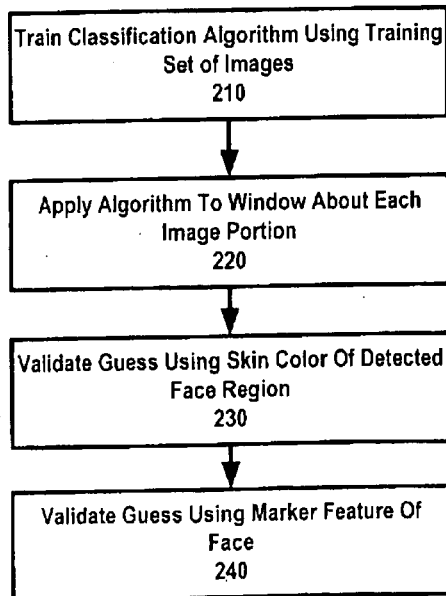 Train Classification Algorithm Using Training
Set of Images
210
Apply Algorithm To Window About Each
Image Portion
220
Validate Guess Using Skin Color Of Detected
Face Region
230
Validate Guess Using Marker Feature Of
Face
240